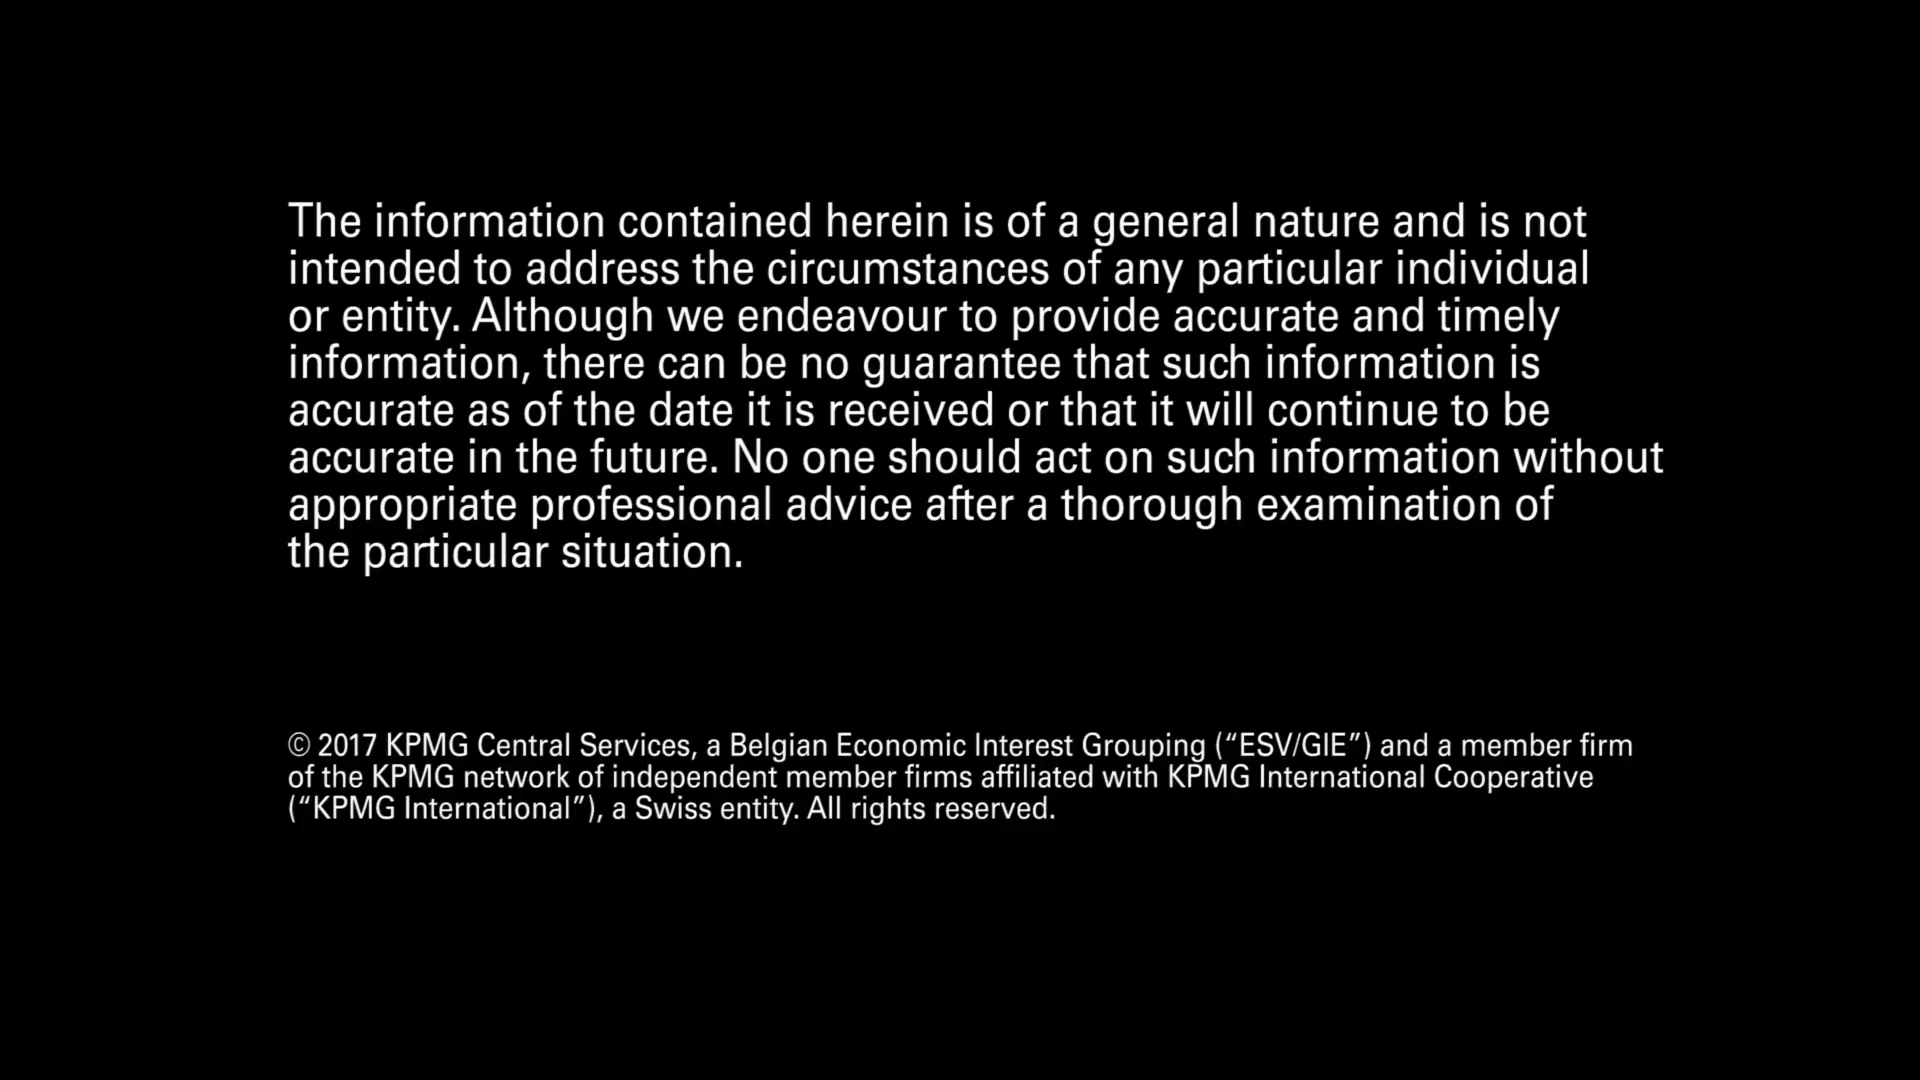 The information contained herein is of a general nature and is not
intended to address the circumstances of any particular individual
or entity. Although we endeavour to provide accurate and timely
information, there can be no guarantee that such information is
accurate as of the date it is received or that it will continue to be
accurate in the future. No one should act on such information without
appropriate professional advice after a thorough examination of
the particular situation.
© 2017 KPMG Central Services, a Belgian Economic Interest Grouping (“ESV/GIE”) and a member firm
of the KPMG network of independent member firms affiliated with KPMG International Cooperative
(“KPMG International”), a Swiss entity. All rights reserved.